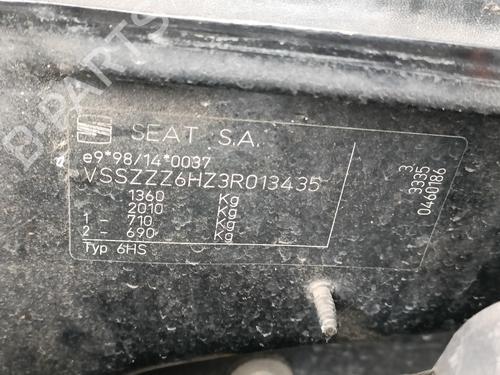 SEAT S.A.
e9*98/14*0037
VSSZZZ6HZ3R013435
1360 Kg
2010 Kg
1 - 710 Kg
2 - 690 Kg
Typ 6HS
3
3335
0460186
B-PARTS